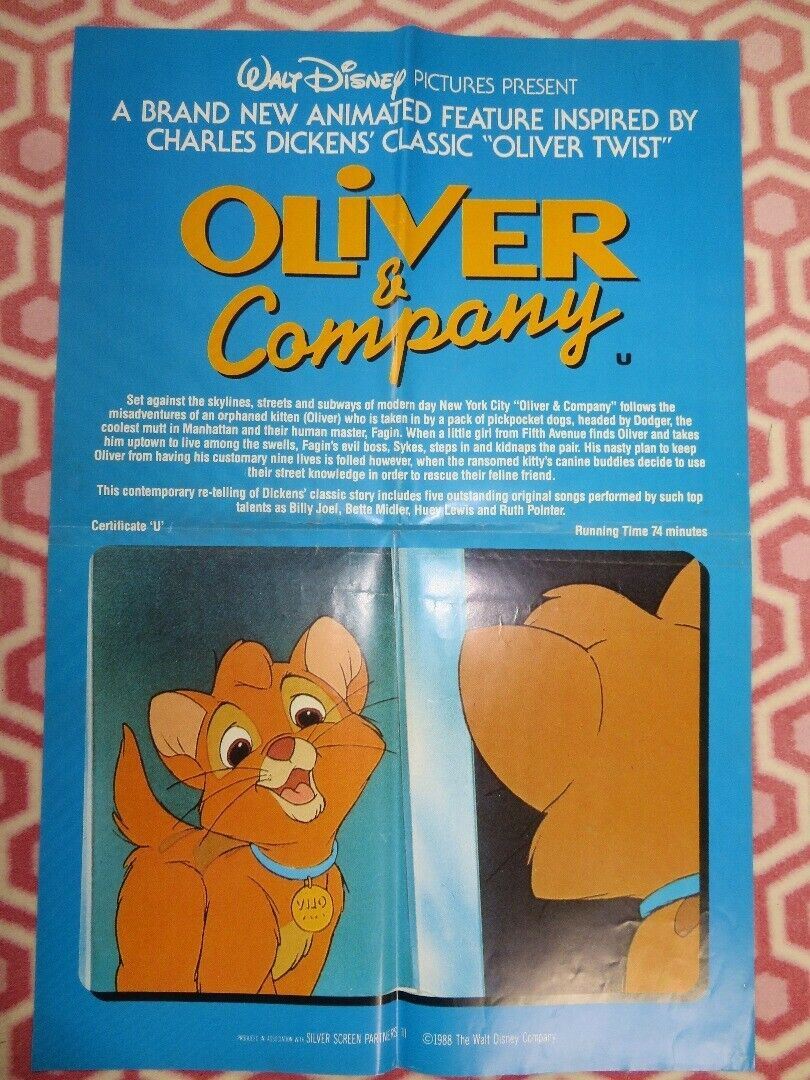 WALT DISNEY PICTURES PRESENT
A BRAND NEW ANIMATED FEATURE INSPIRED BY
CHARLES DICKENS' CLASSIC "OLIVER TWIST"
OLiVER
&
Company
U
Set against the skylines, streets and subways of modern day New York City "Oliver & Company" follows the
misadventures of an orphaned kitten (Oliver) who is taken in by a pack of pickpocket dogs, headed by Dodger, the
coolest mutt in Manhattan and their human master, Fagin. When a little girl from Fifth Avenue finds Oliver and takes
him uptown to live among the swells, Fagin's evil boss, Sykes, steps in and kidnaps the pair. His nasty plan to keep
Oliver from having his customary nine lives is foiled however, when the ransomed kitty's canine buddies decide to use
their street knowledge in order to rescue their feline friend.
This contemporary re-telling of Dickens' classic story includes five outstanding original songs performed by such top
talents as Billy Joel, Bette Midler, Huey Lewis and Ruth Pointer.
Certificate 'U'
Running Time 74 minutes
PRODUCED IN ASSOCIATION WITH SILVER SCREEN PARTNERS III
©1988 The Walt Disney Company